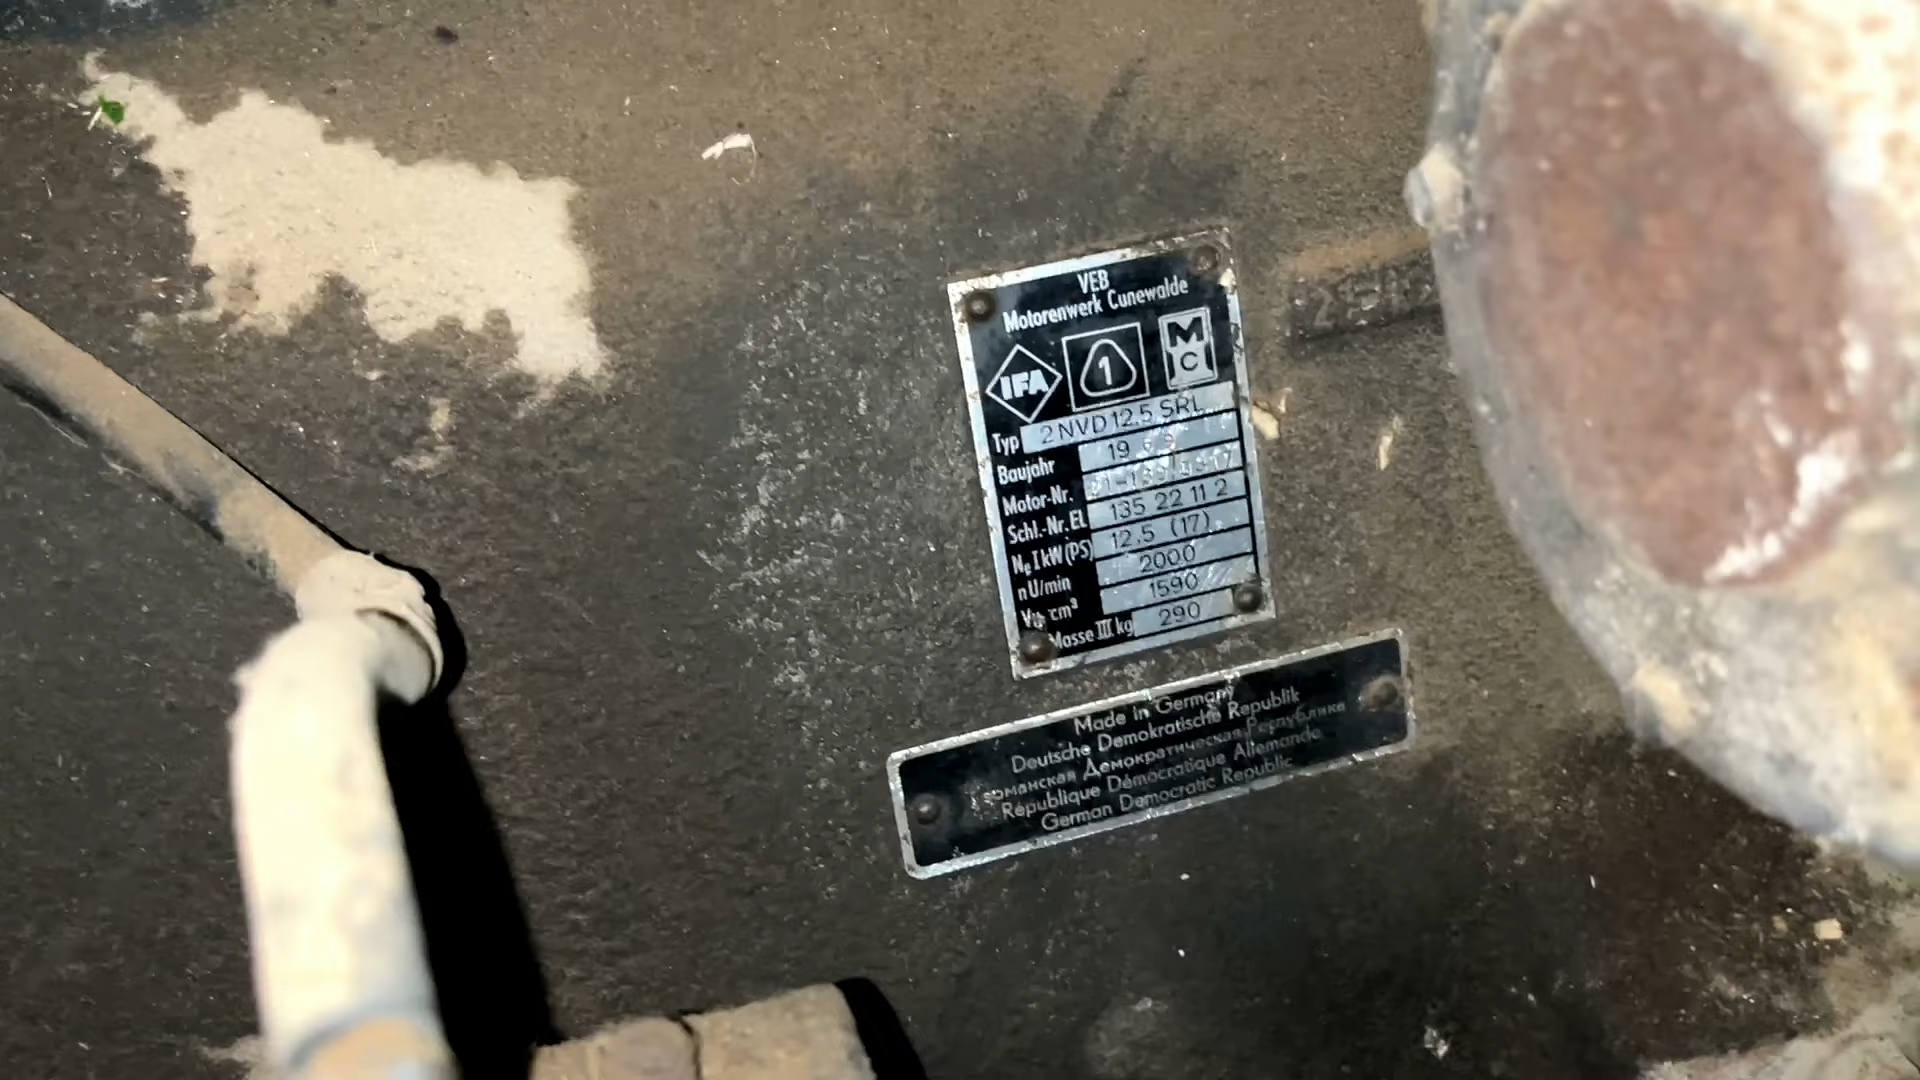 VEB
Motorenwerk Cunewalde
IFA 1 MC
Typ 2 NVD 12.5 SRL
Baujahr 19
Motor-Nr.
Schl.-Nr. EL 135 22 11 2
Ne I kW (PS) 12.5 (17)
n U/min 2000
cm³ 1590
Masse III kg 290
Made in Germany
Deutsche Demokratische Republik
Демократическая Республика
République Démocratique Allemande
German Democratic Republic